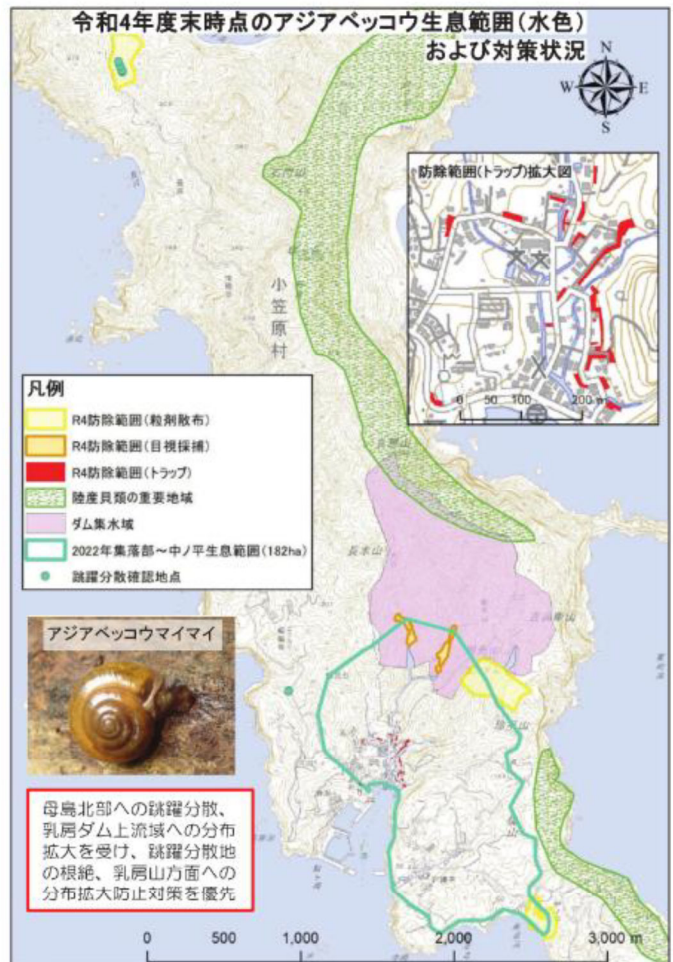 令和4年度末時点のアジアベッコウ生息範囲(水色)
および対策状況
N
W
E
S
防除範囲(トラップ)拡大図
0 50 100 200 m
石門山
小笠原村
凡例
R4防除範囲(粒剤散布)
R4防除範囲(目視採捕)
R4防除範囲(トラップ)
陸産貝類の重要地域
ダム集水域
2022年集落部～中ノ平生息範囲(182ha)
跳躍分散確認地点
長木山
アジアベッコウマイマイ
母島北部への跳躍分散、
乳房ダム上流域への分布
拡大を受け、跳躍分散地
の根絶、乳房山方面への
分布拡大防止対策を優先
0 500 1,000 2,000 3,000 m